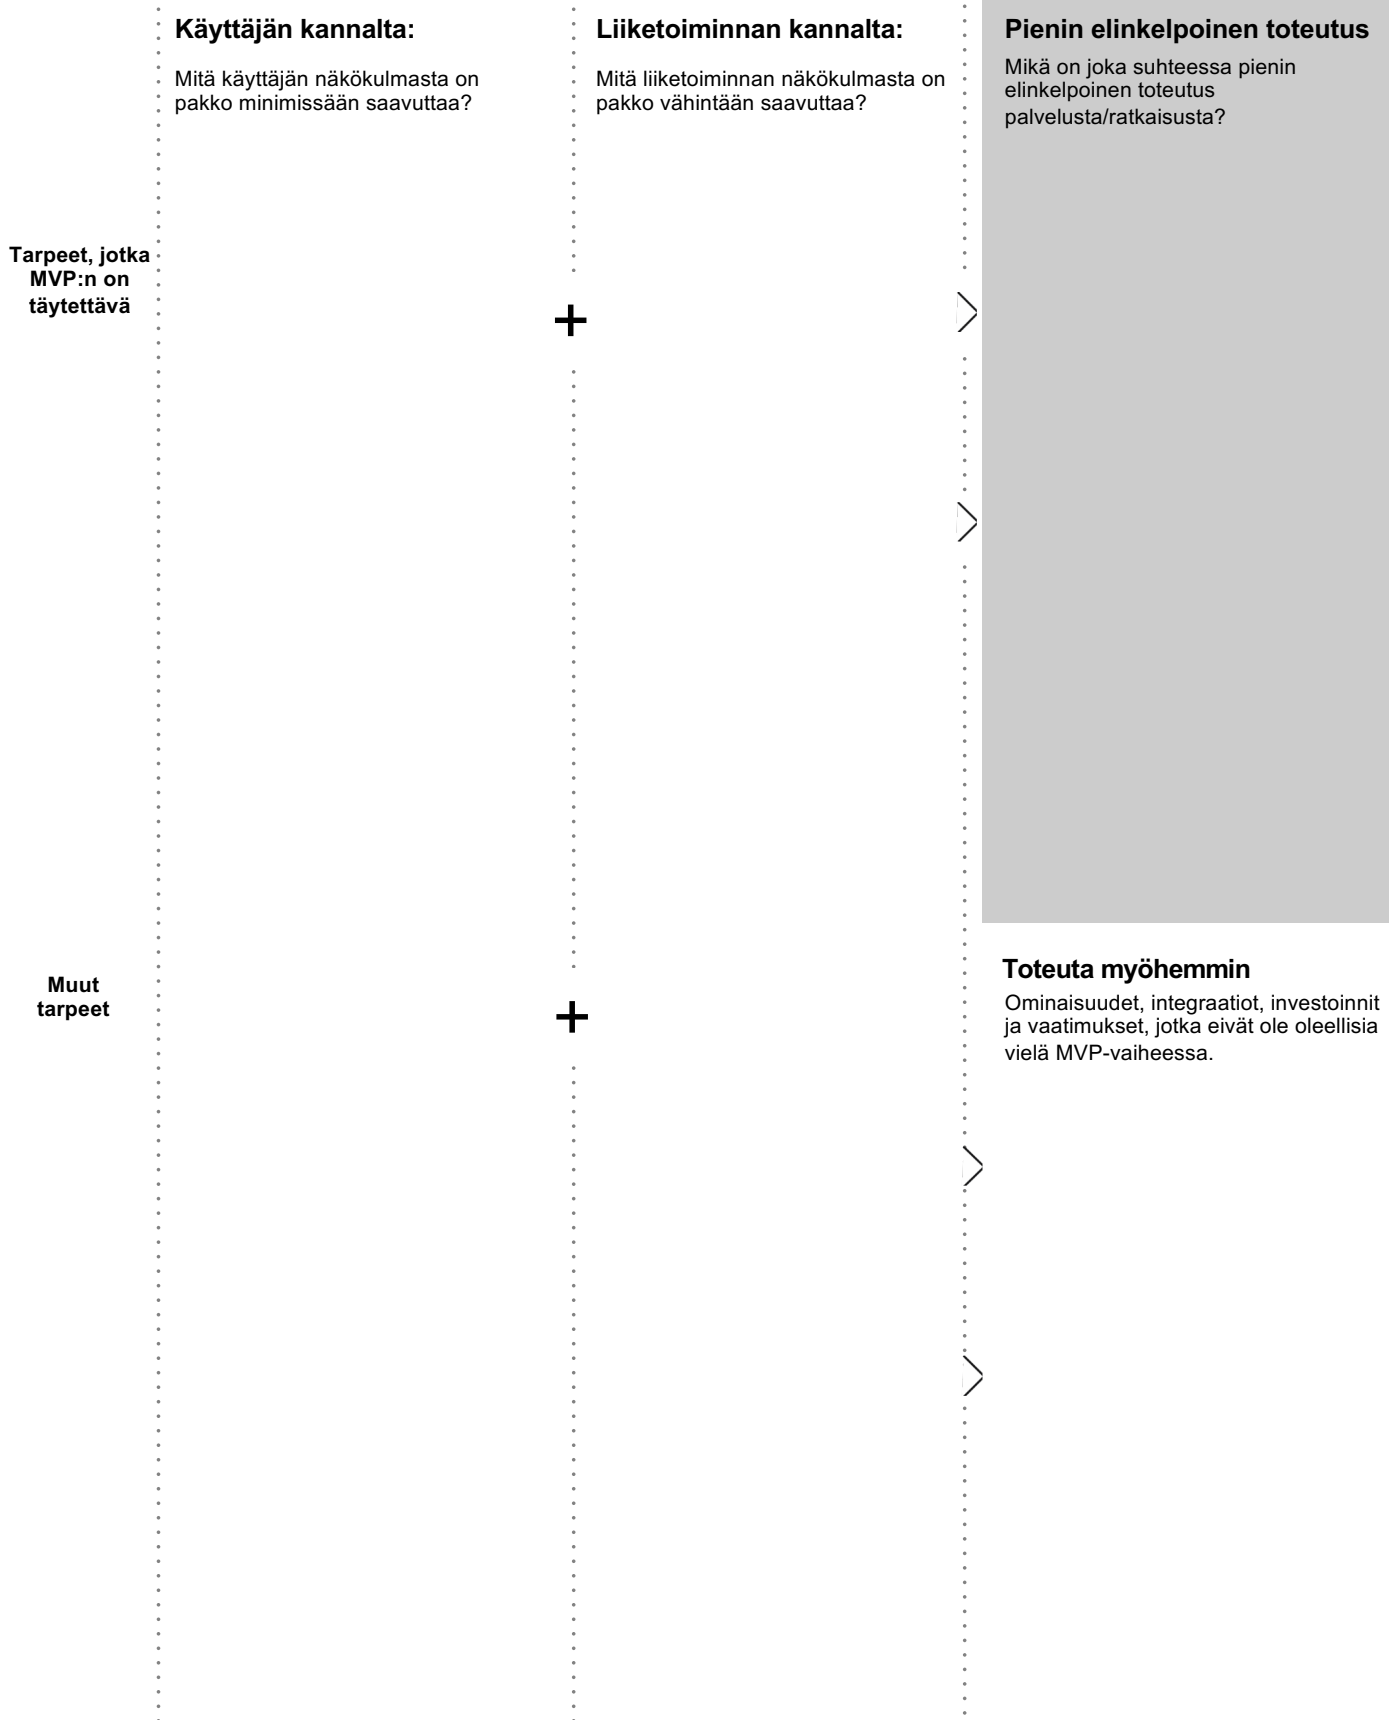 Käyttäjän kannalta:
Mitä käyttäjän näkökulmasta on
pakko minimissään saavuttaa?
Liiketoiminnan kannalta:
Mitä liiketoiminnan näkökulmasta on
pakko vähintään saavuttaa?
Pienin elinkelpoinen toteutus
Mikä on joka suhteessa pienin
elinkelpoinen toteutus
palvelusta/ratkaisusta?
Tarpeet, jotka
MVP:n on
täytettävä
+
Muut
tarpeet
+
Toteuta myöhemmin
Ominaisuudet, integraatiot, investoinnit
ja vaatimukset, jotka eivät ole oleellisia
vielä MVP-vaiheessa.